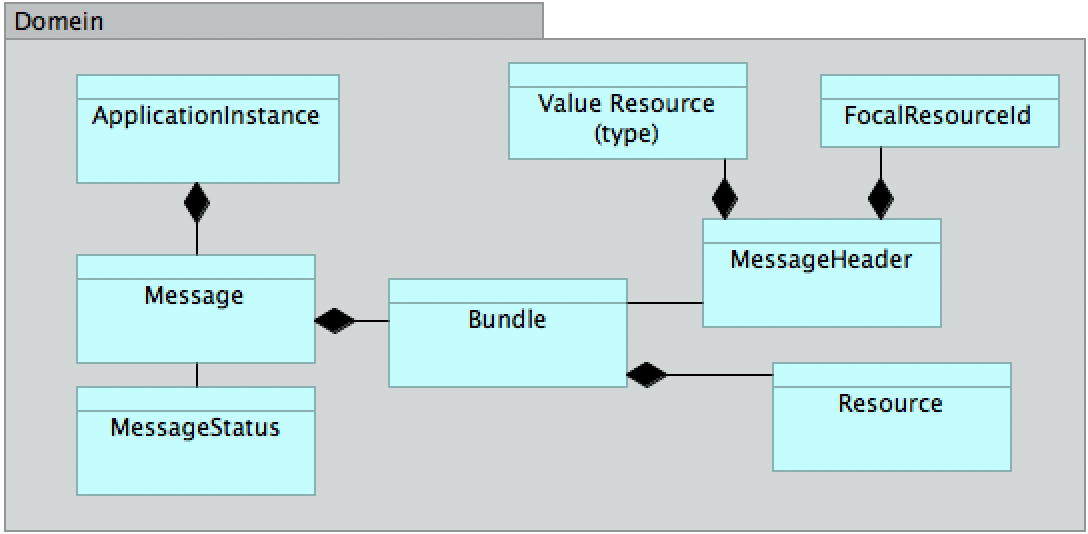 Domein
ApplicationInstance
Value Resource
(type)
FocalResourceId
Message
Bundle
MessageHeader
MessageStatus
Resource